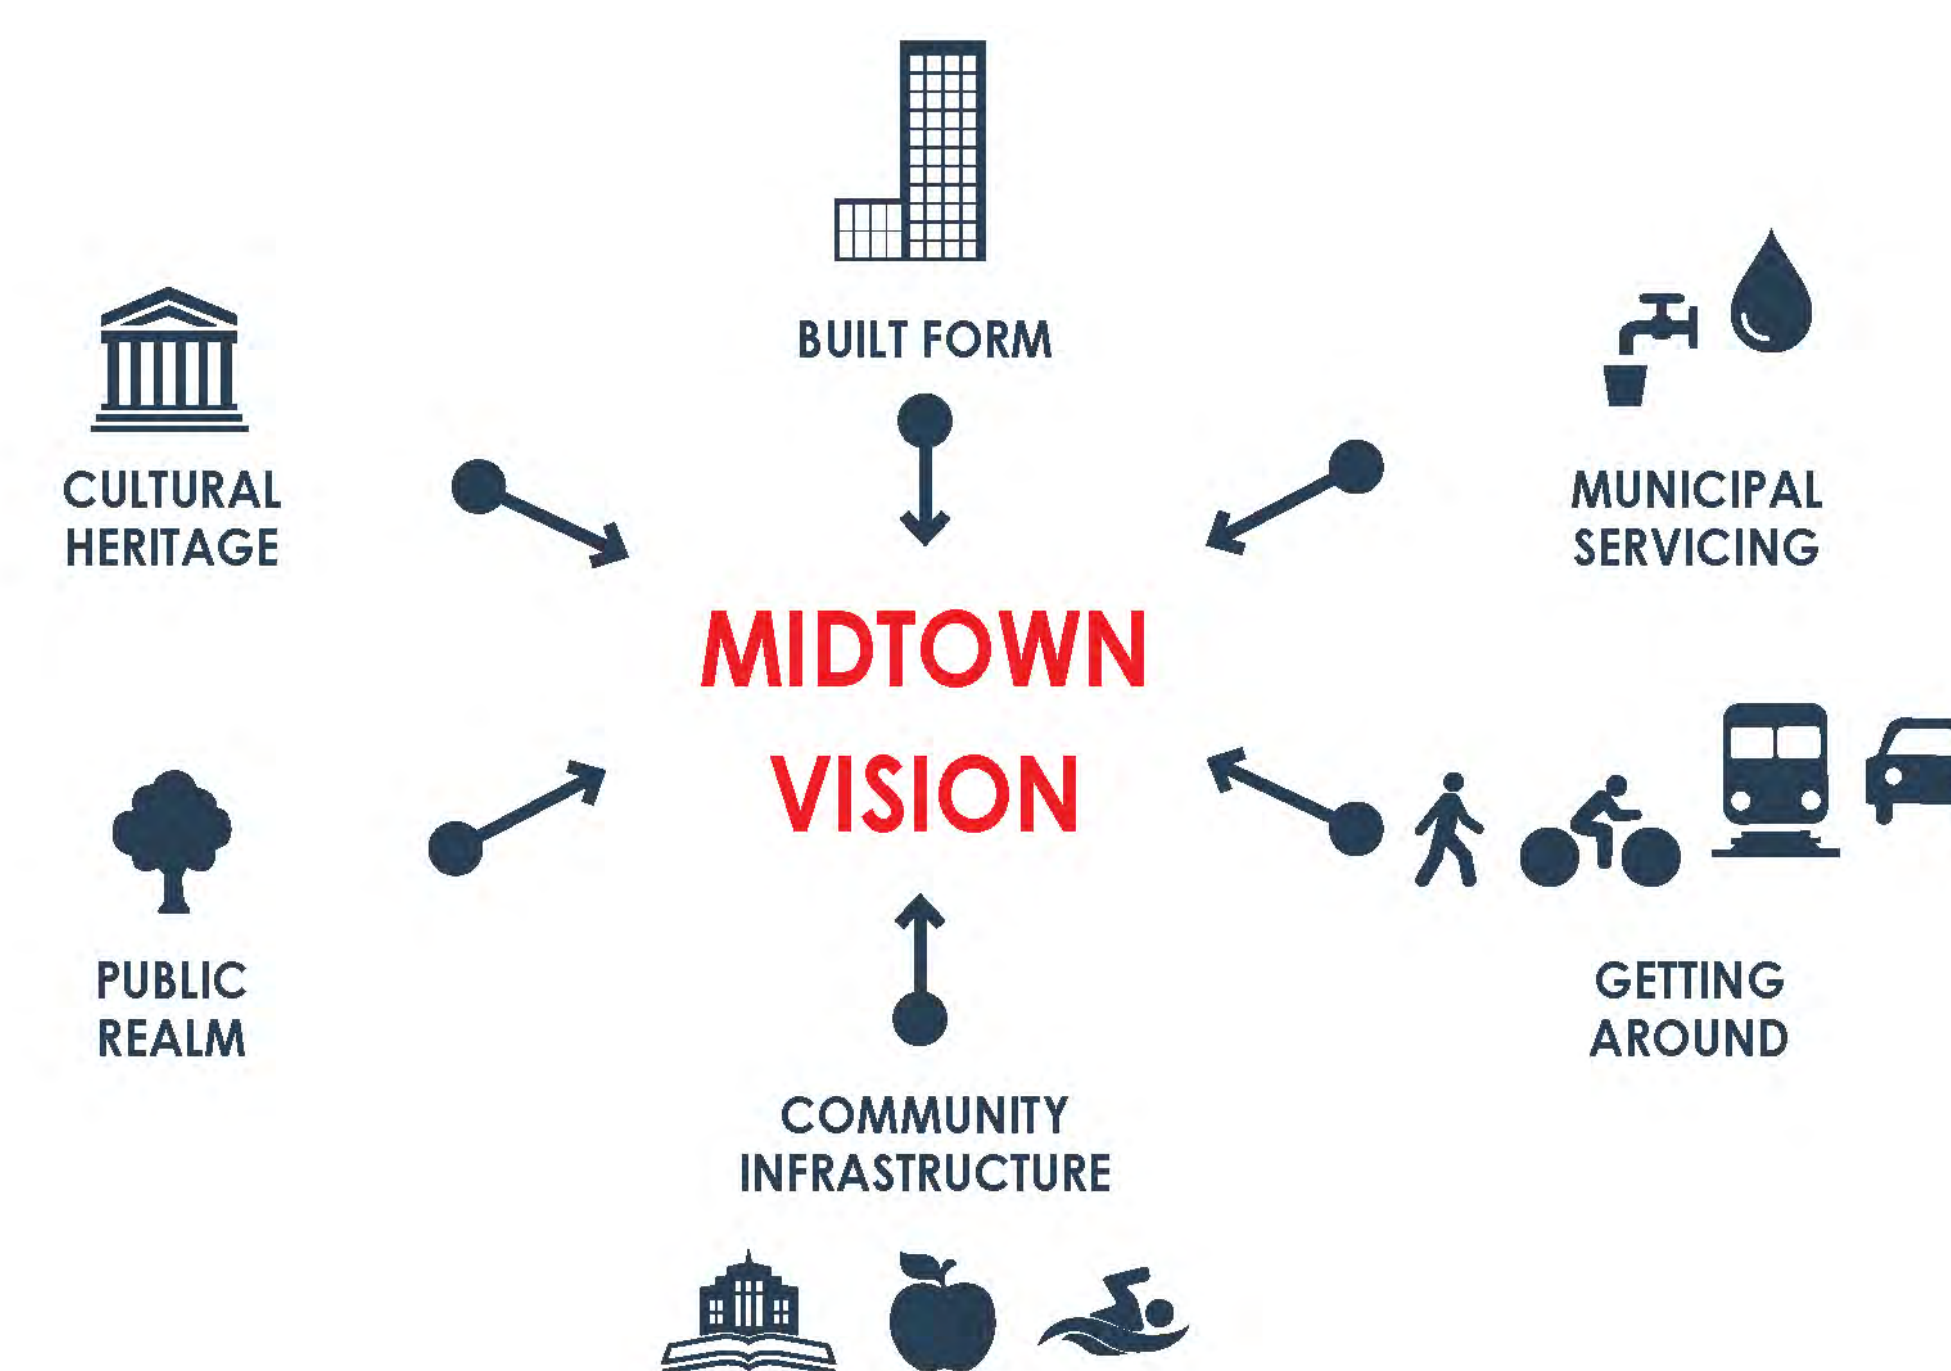 BUILT FORM
CULTURAL
HERITAGE
MUNICIPAL
SERVICING
MIDTOWN
VISION
PUBLIC
REALM
GETTING
AROUND
COMMUNITY
INFRASTRUCTURE